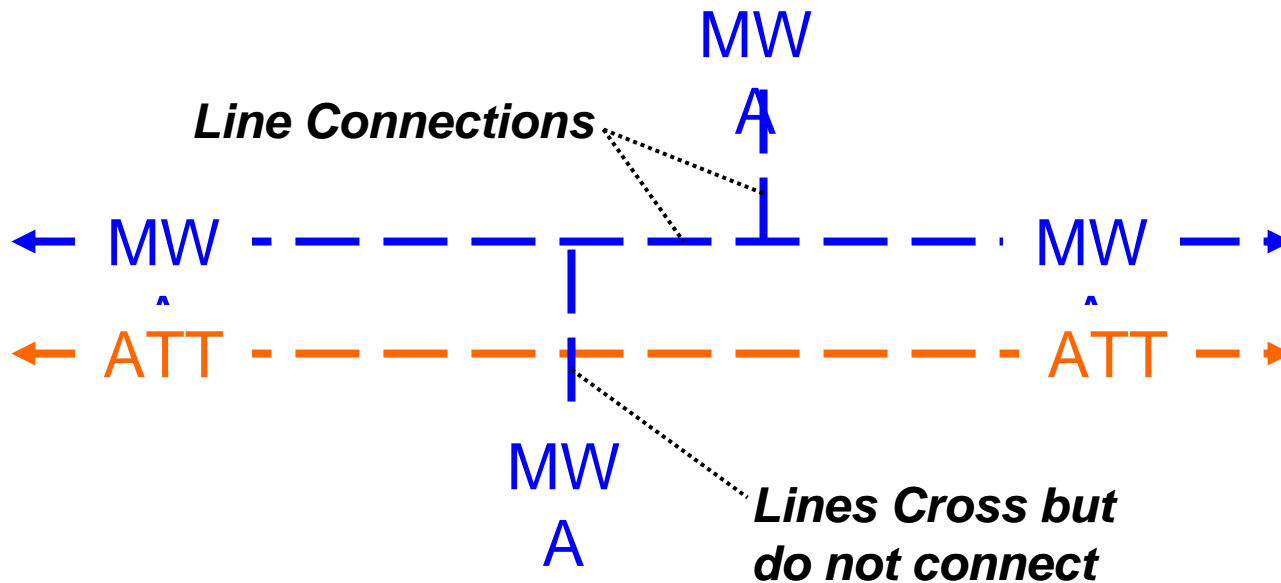 MW
A
Line Connections
MW
A
MW
A
ATT
ATT
MW
A
Lines Cross but
do not connect